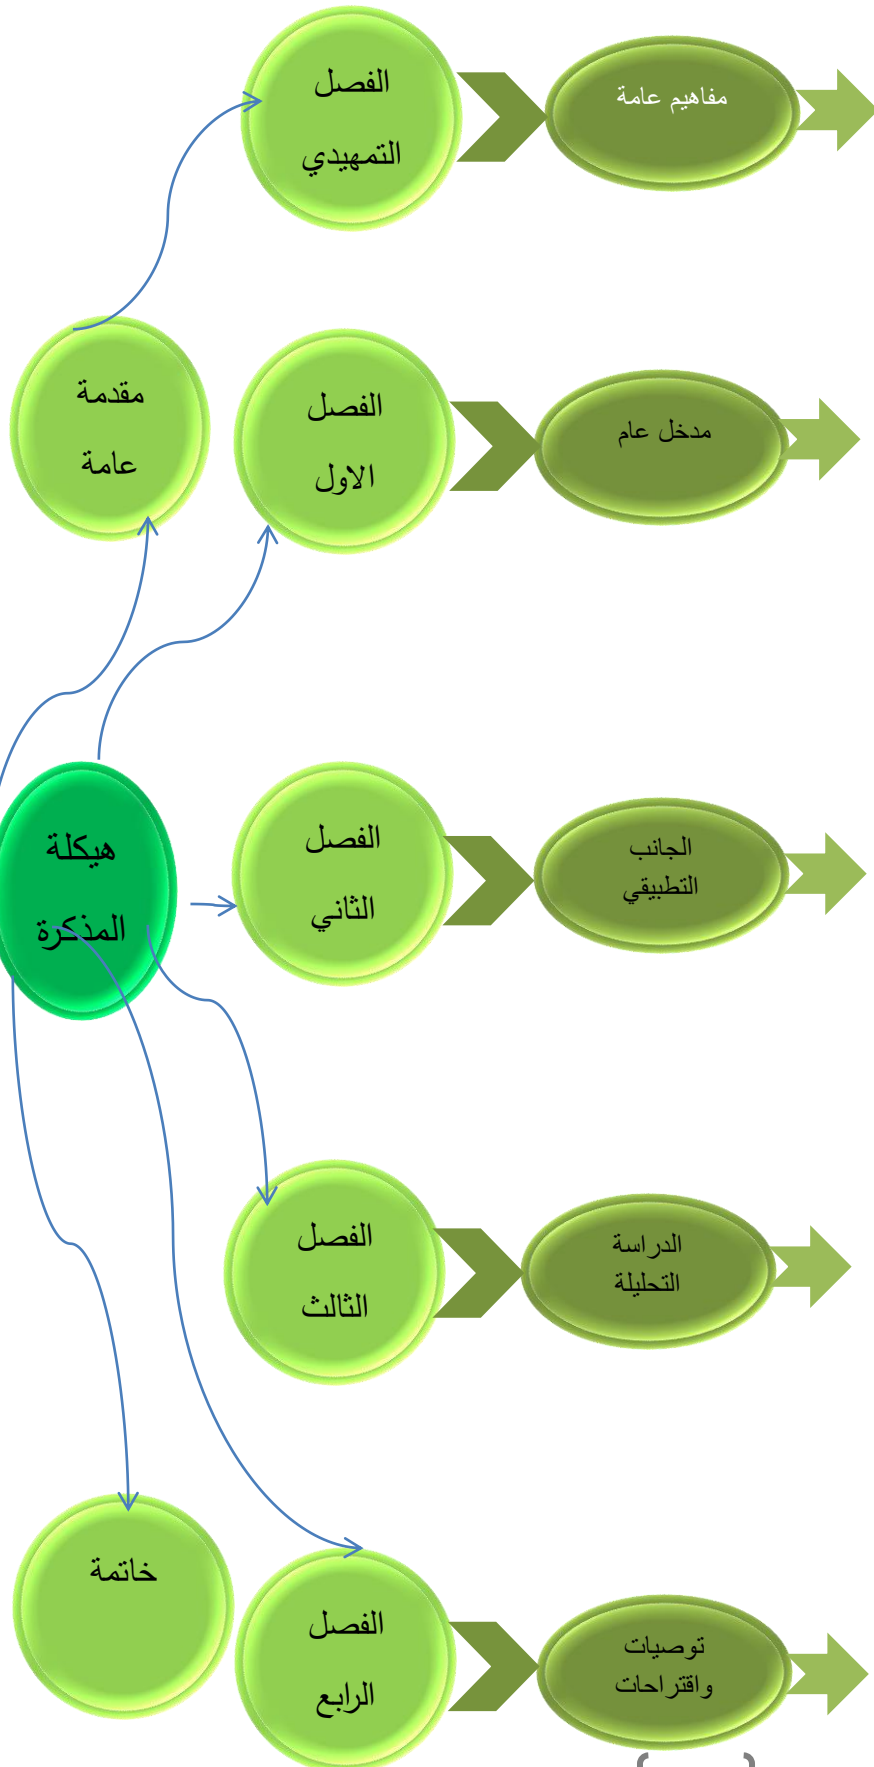 الفصل
التمهيدي
مفاهيم عامة
مقدمة
عامة
الفصل
الاول
مدخل عام
هيكلة
المذكرة
الفصل
الثاني
الجانب
التطبيقي
الفصل
الثالث
الدراسة
التحليلة
خاتمة
الفصل
الرابع
توصيات
واقتراحات